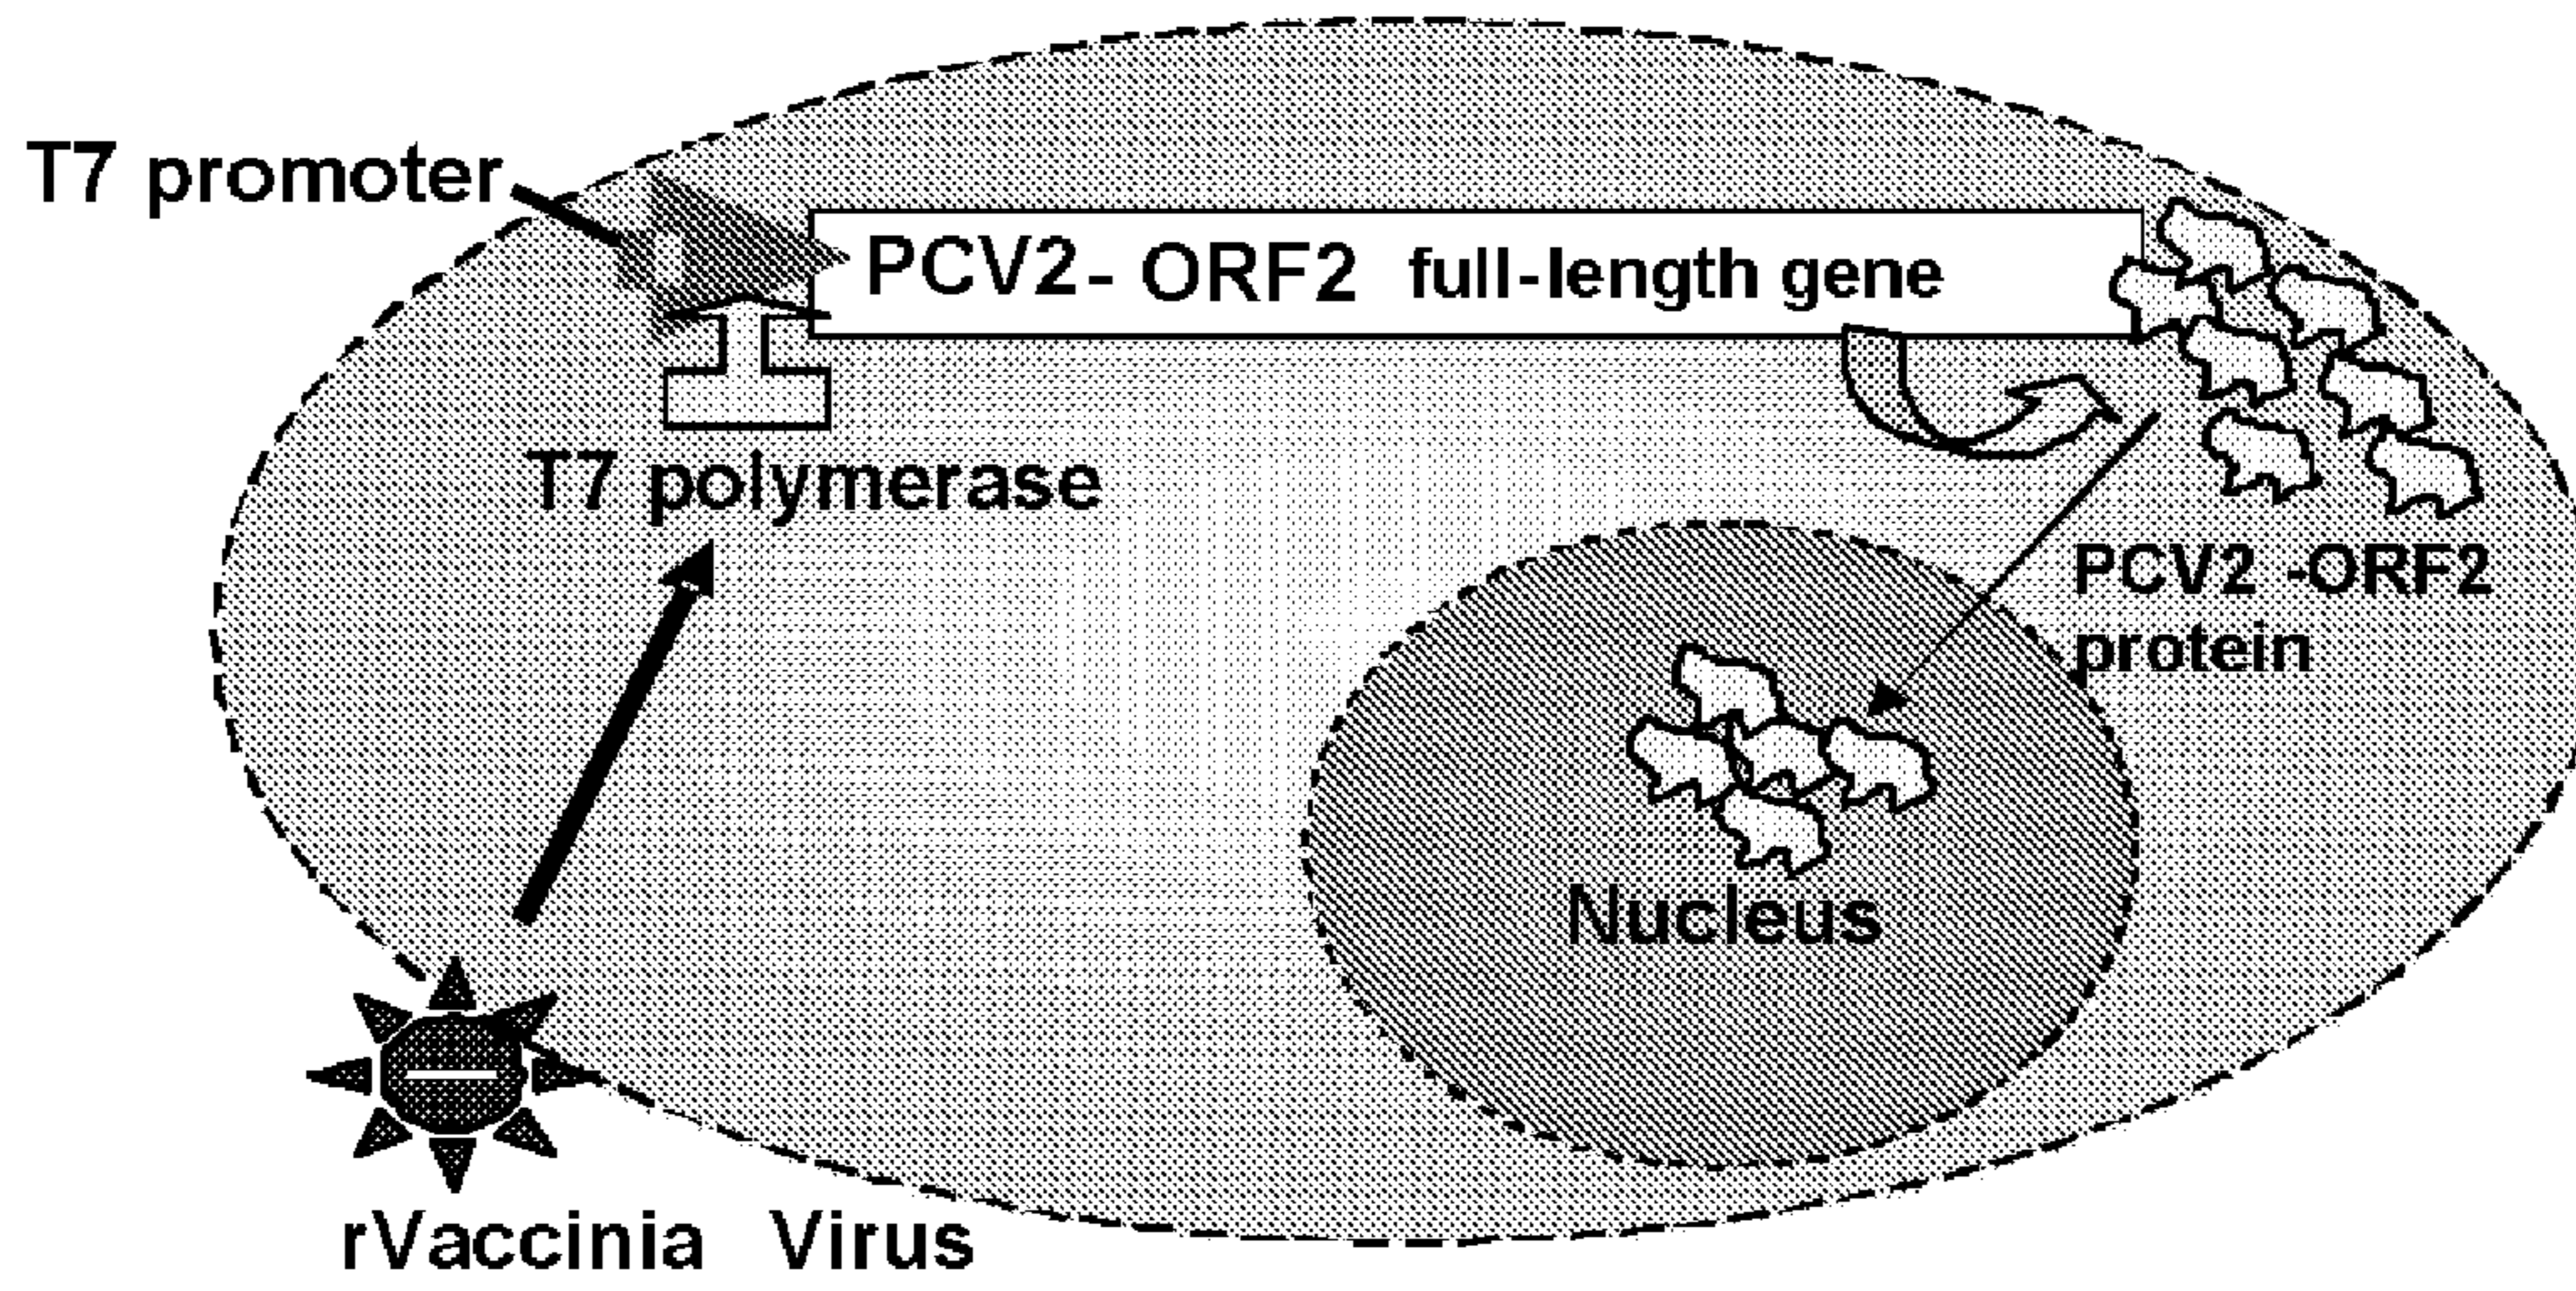 T7 promoter
PCV2- ORF2 full-length gene
T7 polymerase
PCV2 -ORF2
protein
Nucleus
rVaccinia Virus